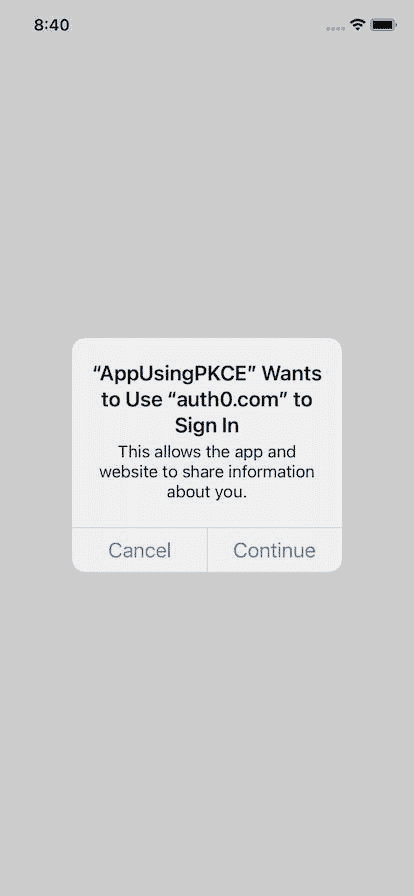 8:40
“AppUsingPKCE” Wants
to Use “auth0.com” to
Sign In
This allows the app and
website to share information
about you.
Cancel
Continue